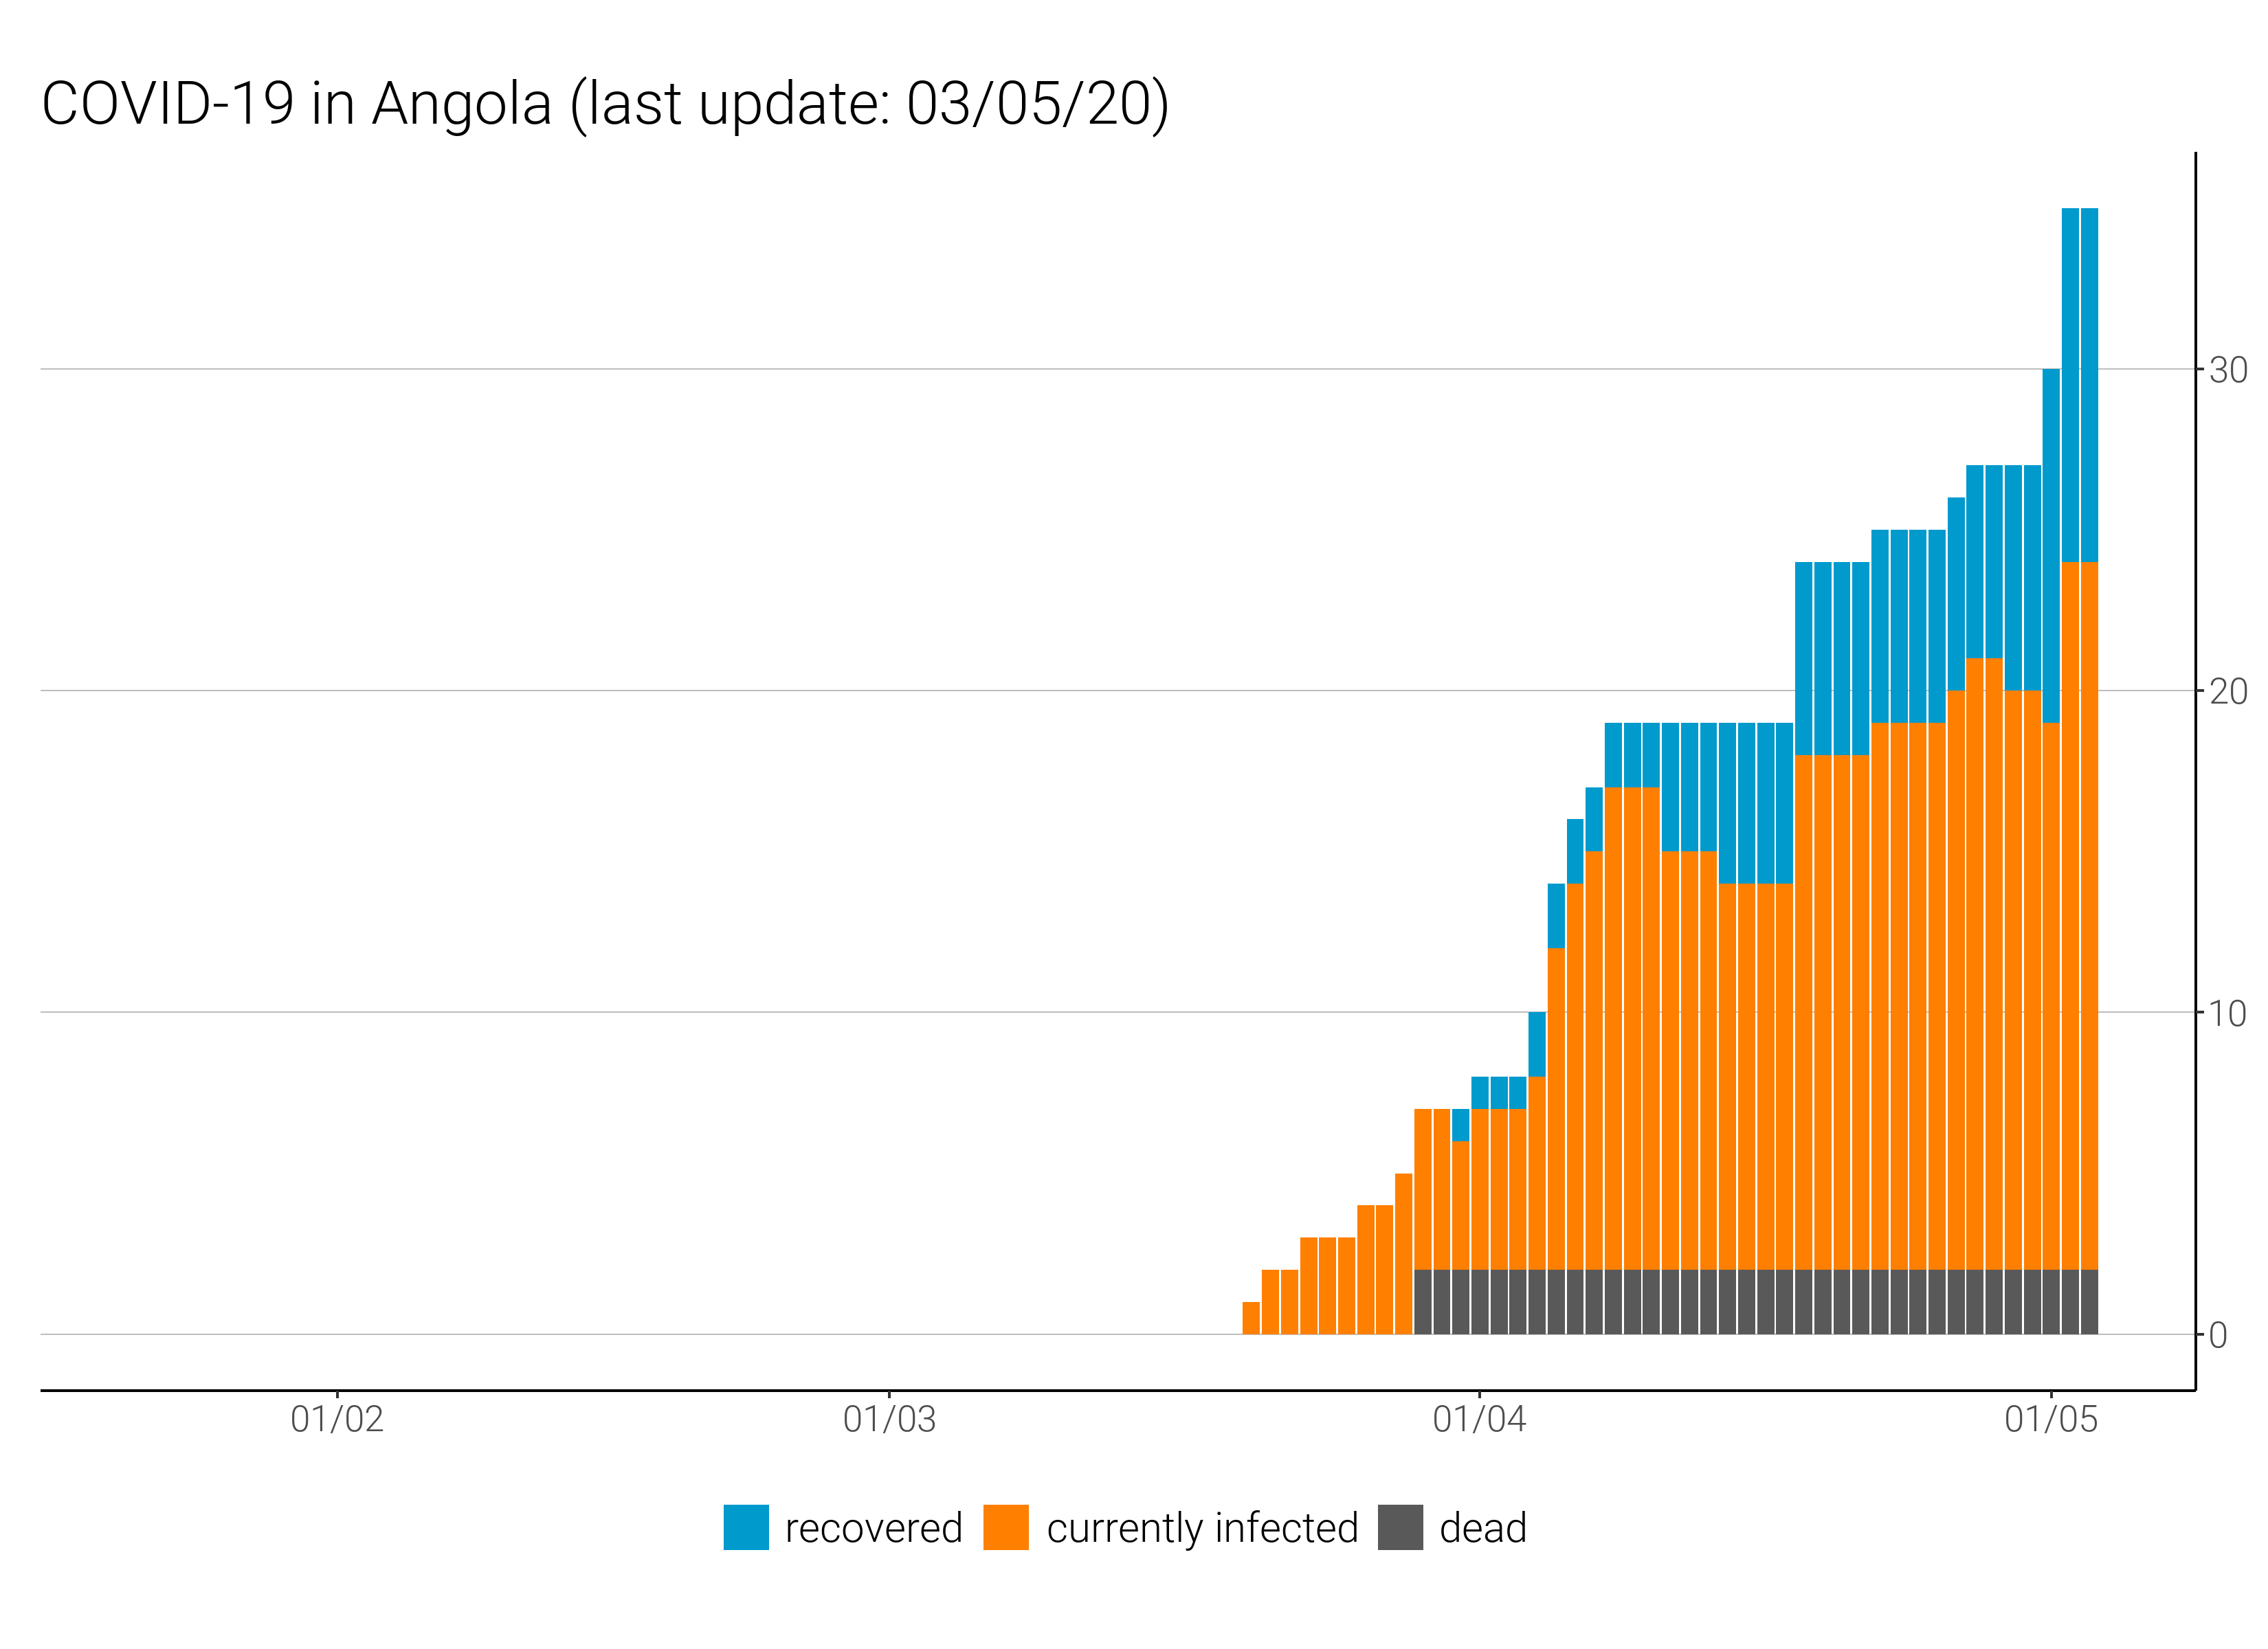 COVID-19 in Angola (last update: 03/05/20)
30
20
10
0
01/02 01/03 01/04 01/05
recovered currently infected dead